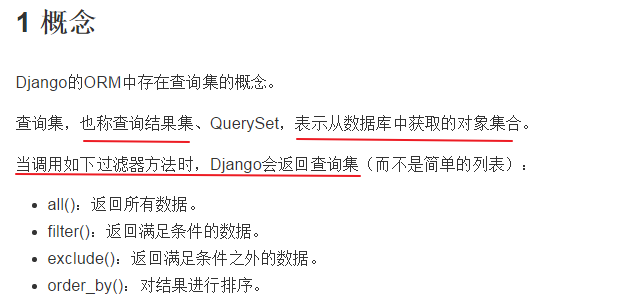 1 概念
Django的ORM中存在查询集的概念。
查询集，也称查询结果集、QuerySet，表示从数据库中获取的对象集合。
当调用如下过滤器方法时，Django会返回查询集（而不是简单的列表）：
• all()：返回所有数据。
• filter()：返回满足条件的数据。
• exclude()：返回满足条件之外的数据。
• order_by()：对结果进行排序。